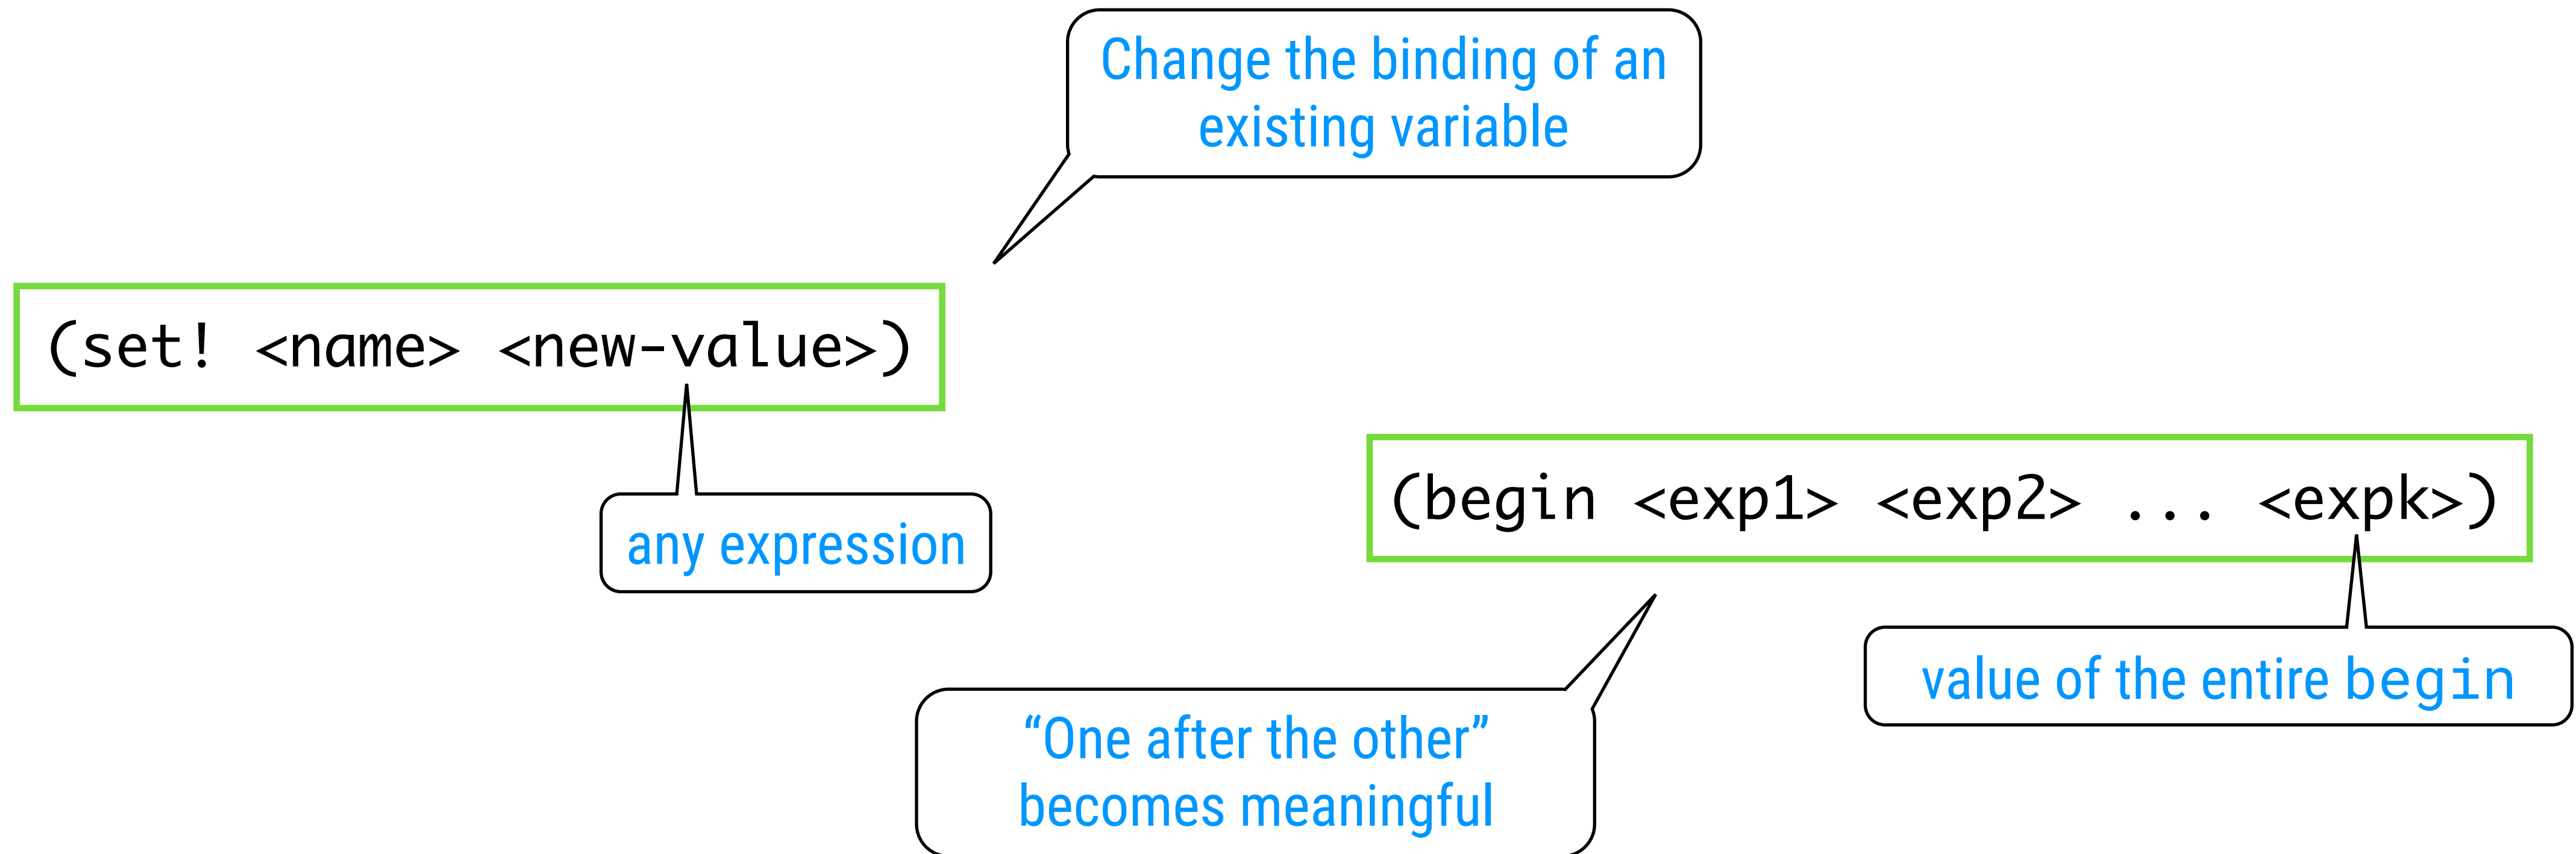 Change the binding of an
existing variable
(set! <name> <new-value>)
any expression
(begin <exp1> <exp2> ... <expk>)
value of the entire begin
“One after the other”
becomes meaningful